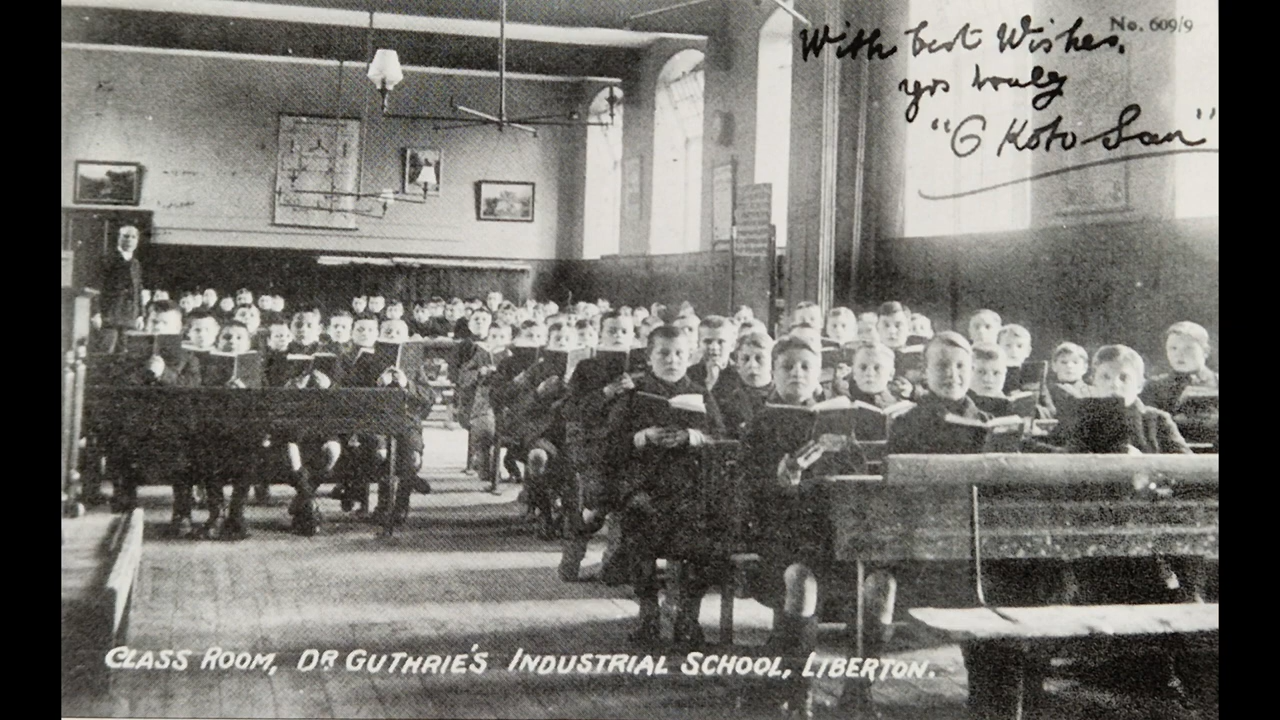 No. 609/9
With best Wishes.
yrs truly
"G Koto San"
CLASS ROOM, DR GUTHRIE'S INDUSTRIAL SCHOOL, LIBERTON.